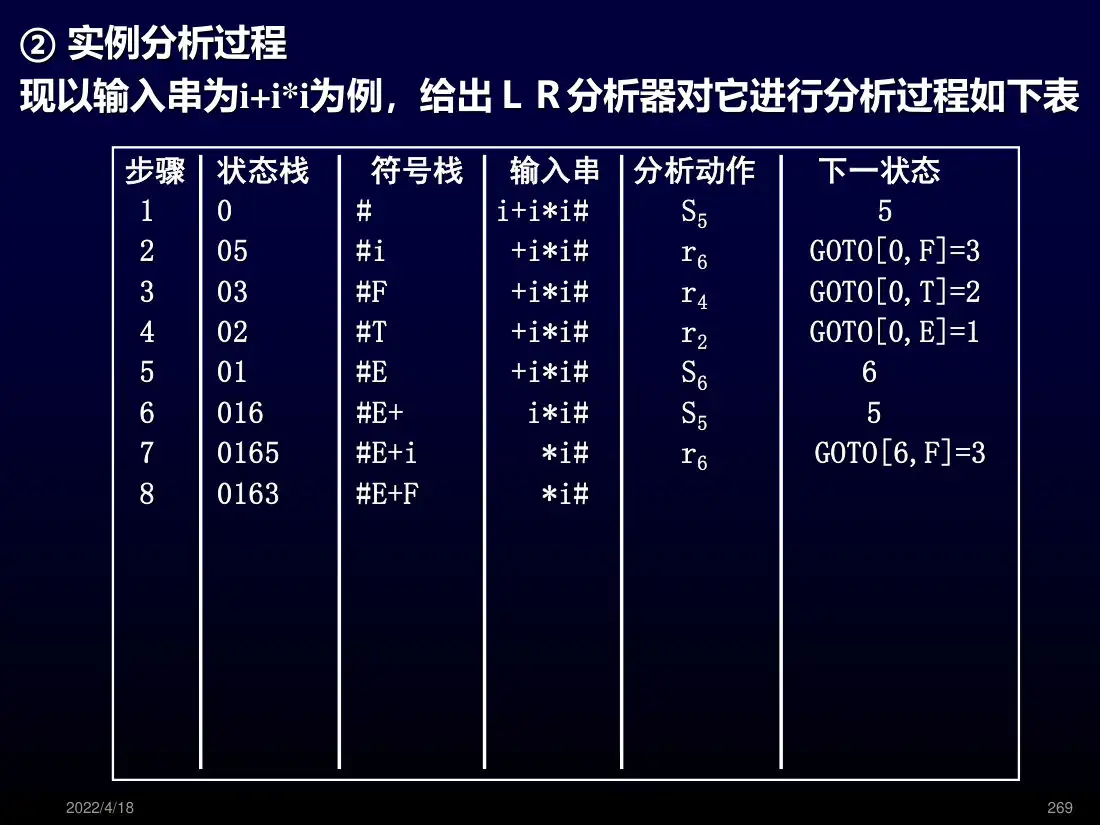 ② 实例分析过程
现以输入串为i+i*i为例，给出ＬＲ分析器对它进行分析过程如下表
步骤 状态栈 符号栈 输入串 分析动作 下一状态
1 0 # i+i*i# S5 5
2 05 #i +i*i# r6 GOTO[0,F]=3
3 03 #F +i*i# r4 GOTO[0,T]=2
4 02 #T +i*i# r2 GOTO[0,E]=1
5 01 #E +i*i# S6 6
6 016 #E+ i*i# S5 5
7 0165 #E+i *i# r6 GOTO[6,F]=3
8 0163 #E+F *i#
2022/4/18 269